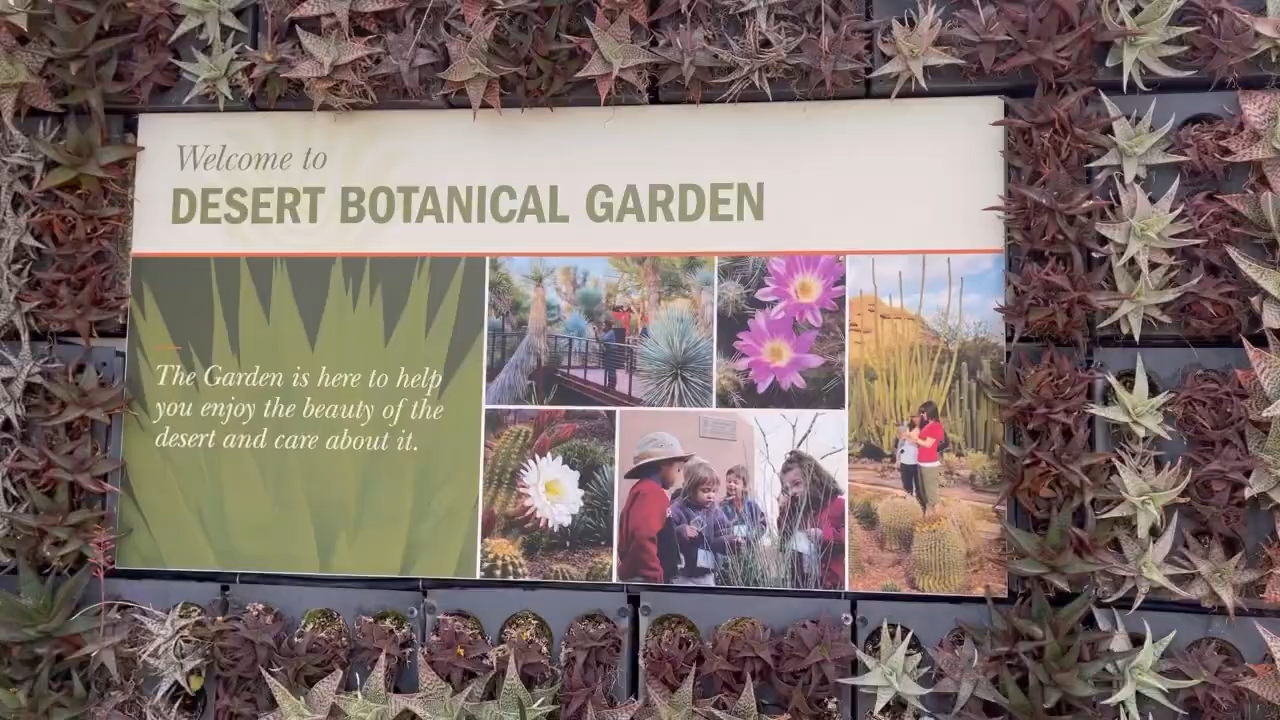 Welcome to
DESERT BOTANICAL GARDEN
The Garden is here to help
you enjoy the beauty of the
desert and care about it.